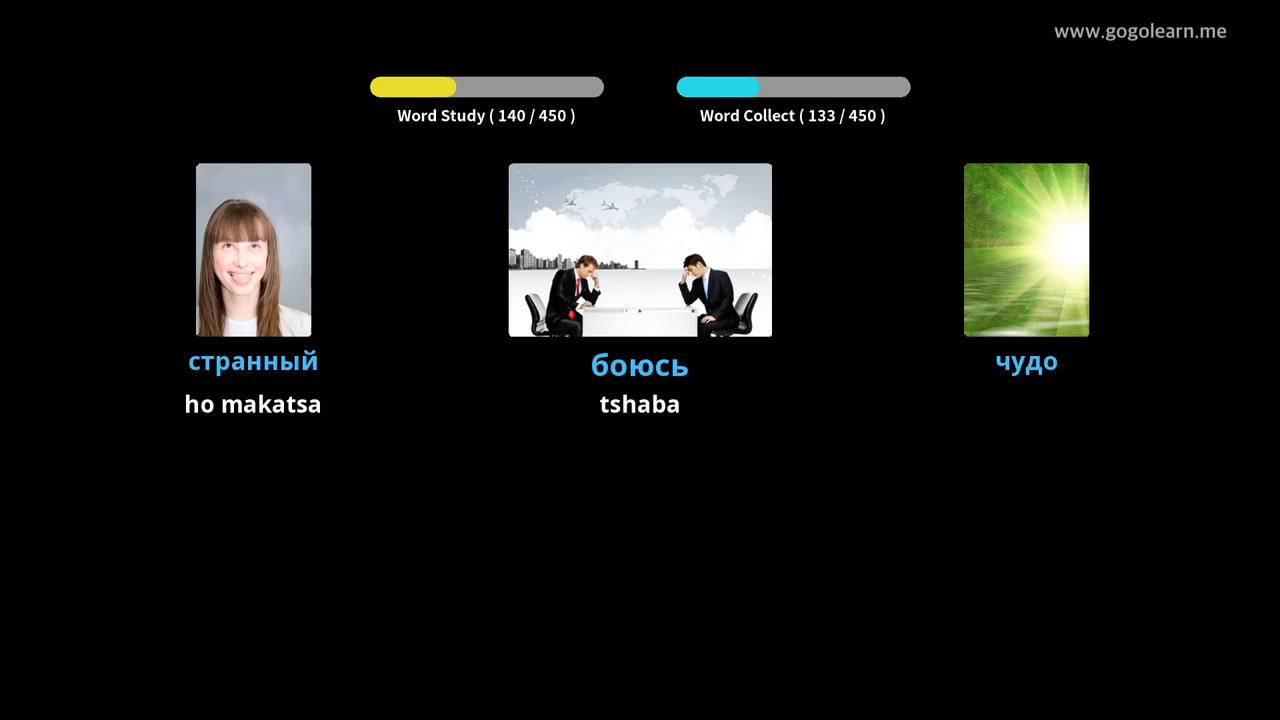 www.gogolearn.me
Word Study ( 140 / 450 )
Word Collect ( 133 / 450 )
странный
боюсь
чудо
ho makatsa
tshaba